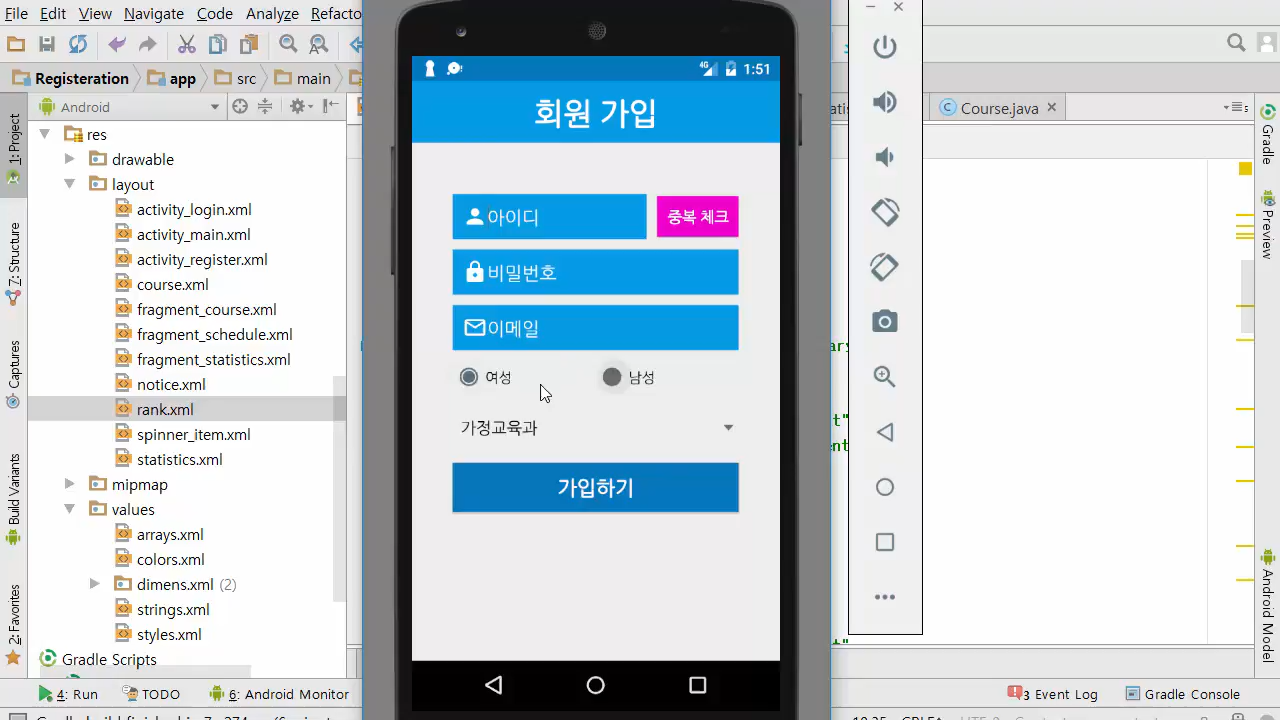 File Edit View Navigate Code Analyze Refacto
Registeration app src main
Android
Course.java
1: Project
7: Structure
Captures
Build Variants
2: Favorites
res
drawable
layout
activity_login.xml
activity_main.xml
activity_register.xml
course.xml
fragment_course.xml
fragment_schedule.xml
fragment_statistics.xml
notice.xml
rank.xml
spinner_item.xml
statistics.xml
mipmap
values
arrays.xml
colors.xml
dimens.xml (2)
strings.xml
styles.xml
Gradle Scripts
4G 1:51
회원 가입
아이디 중복 체크
비밀번호
이메일
여성 남성
가정교육과
가입하기
Gradle
Preview
Android Model
4: Run TODO 6: Android Monitor
3 Event Log Gradle Console